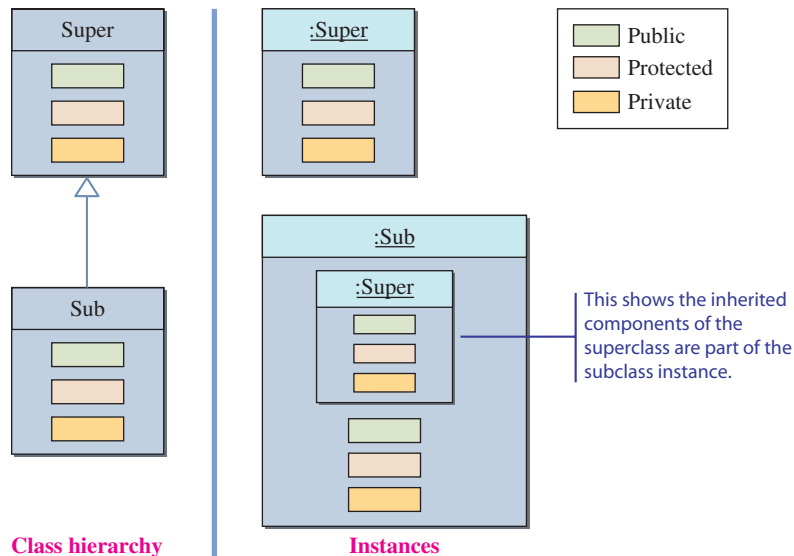 Super
:Super
Public
Protected
Private
:Sub
:Super
Sub
This shows the inherited
components of the
superclass are part of the
subclass instance.
Class hierarchy
Instances